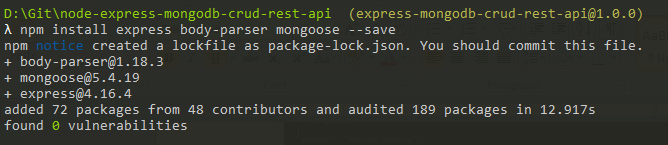 D:\Git\node-express-mongodb-crud-rest-api (express-mongodb-crud-rest-api@1.0.0)
λ npm install express body-parser mongoose --save
npm notice created a lockfile as package-lock.json. You should commit this file.
+ body-parser@1.18.3
+ mongoose@5.4.19
+ express@4.16.4
added 72 packages from 48 contributors and audited 189 packages in 12.917s
found 0 vulnerabilities